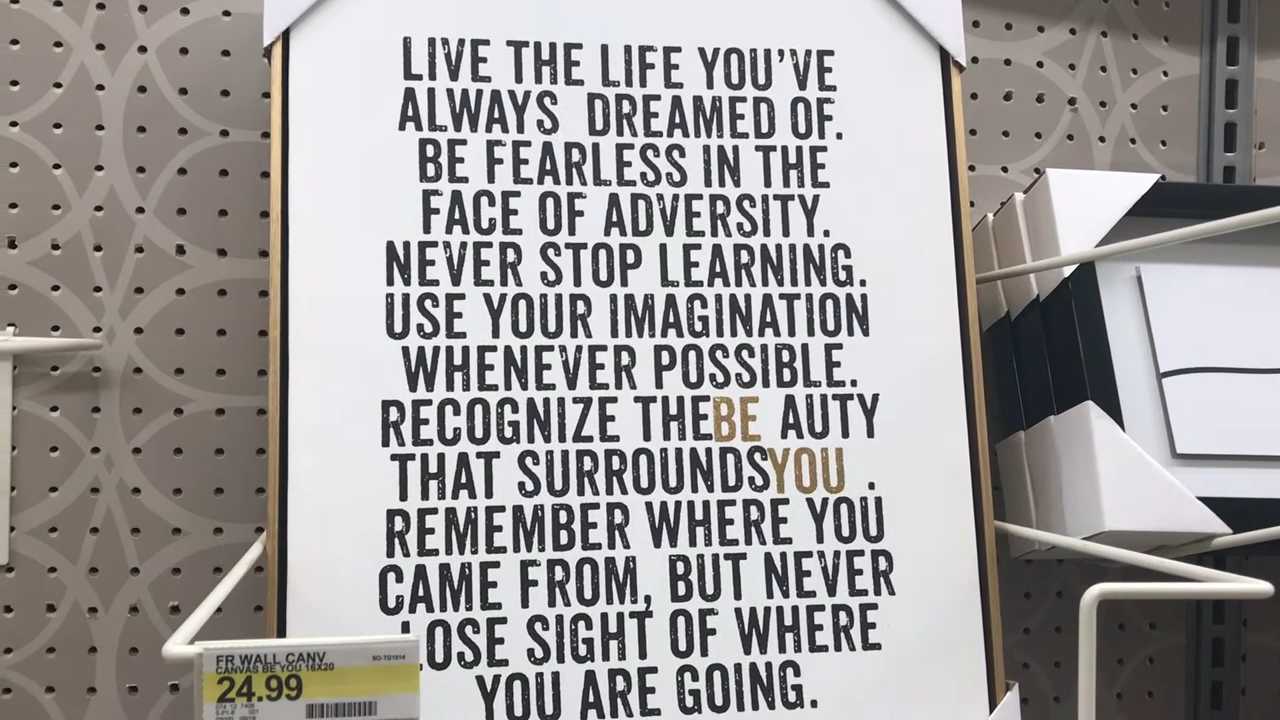 LIVE THE LIFE YOU'VE
ALWAYS DREAMED OF.
BE FEARLESS IN THE
FACE OF ADVERSITY.
NEVER STOP LEARNING.
USE YOUR IMAGINATION
WHENEVER POSSIBLE.
RECOGNIZE THEBE AUTY
THAT SURROUNDSYOU .
REMEMBER WHERE YOU
CAME FROM, BUT NEVER
LOSE SIGHT OF WHERE
YOU ARE GOING.
FR WALL CANV
CANVAS BE YOU 16X20
24.99